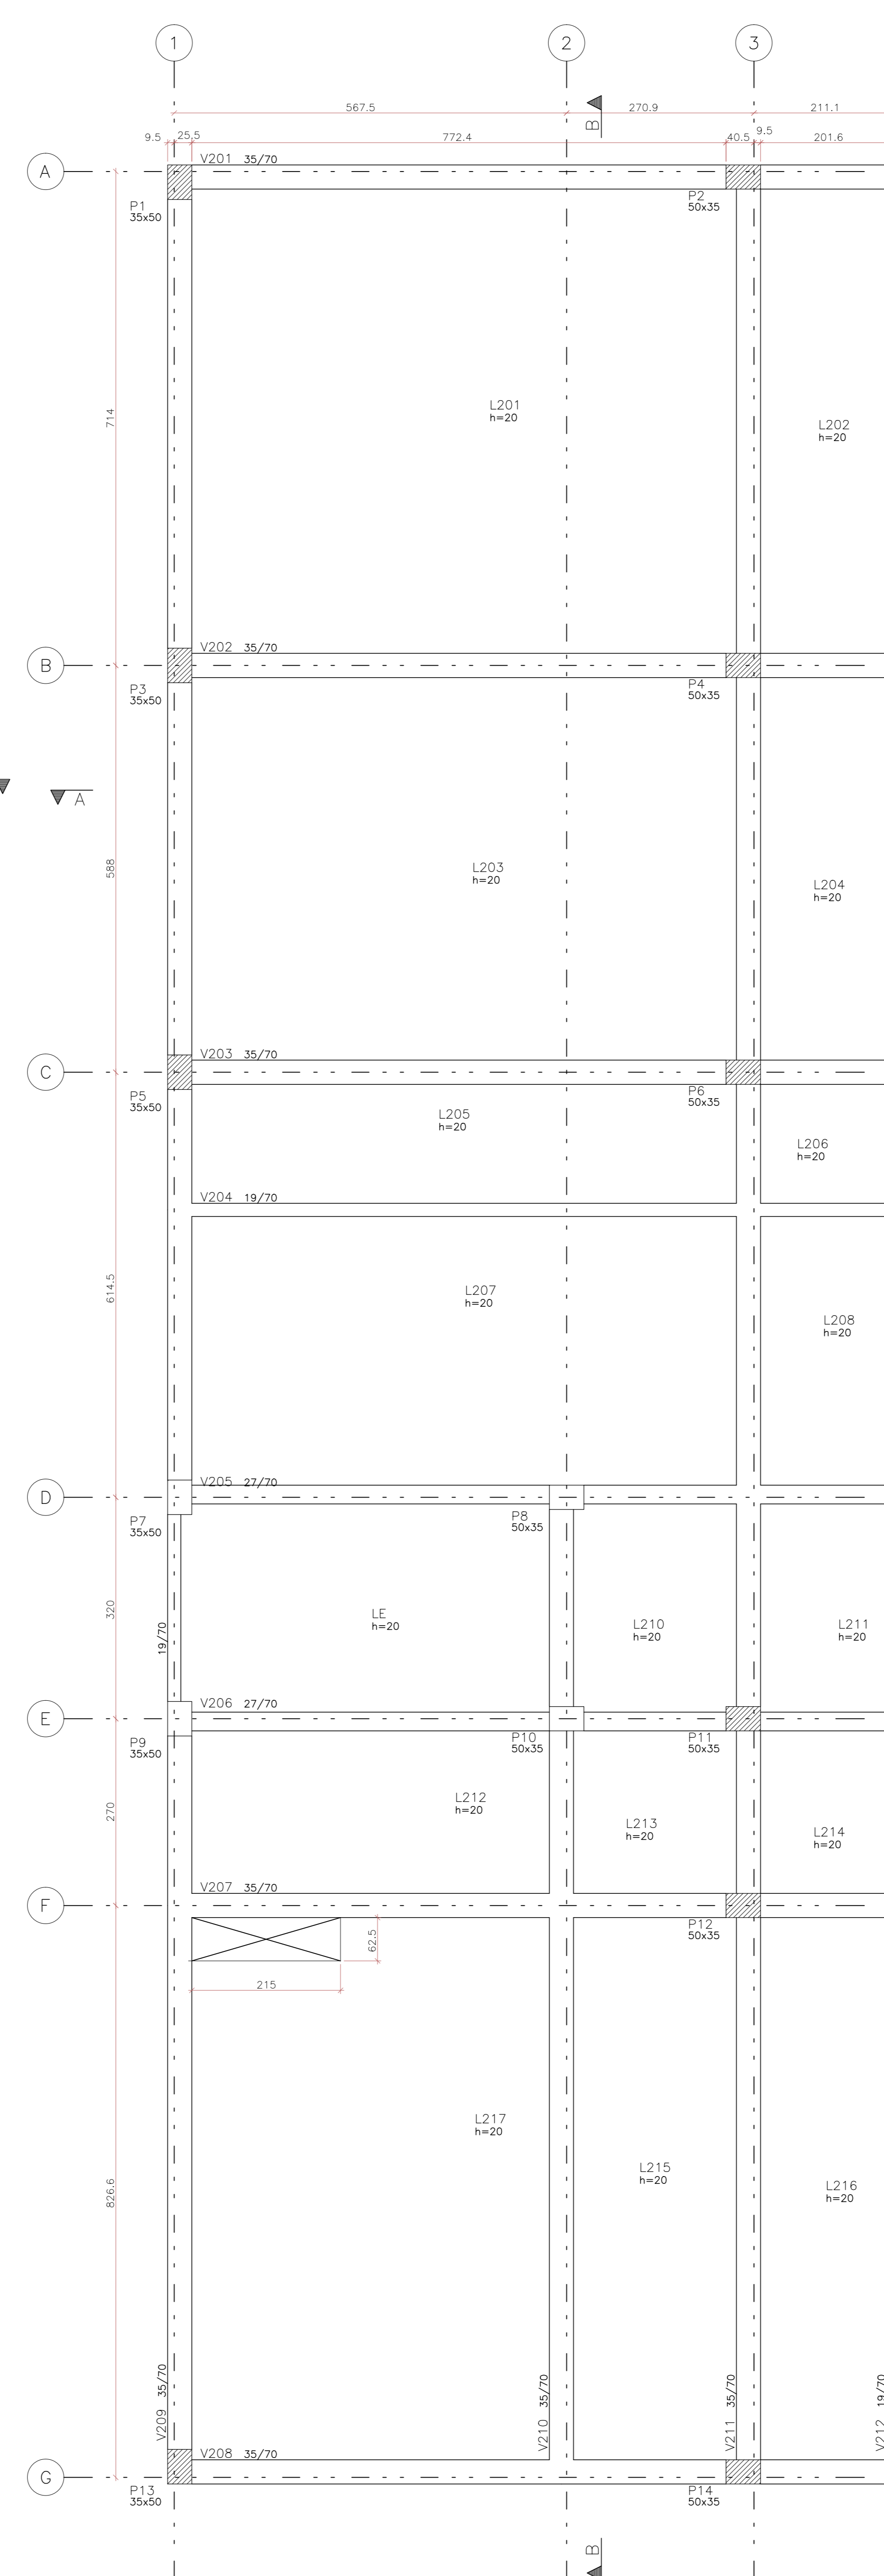 1 2 3
567.5 270.9 211.1
B
9.5 25.5 772.4 40.5 9.5 201.6
V201 35/70
A
P1
35x50
P2
50x35
714
L201
h=20
L202
h=20
V202 35/70
B
P3
35x50
P4
50x35
A
588
L203
h=20
L204
h=20
V203 35/70
C
P5
35x50
P6
50x35
L205
h=20
L206
h=20
V204 19/70
614.5
L207
h=20
L208
h=20
V205 27/70
D
P7
35x50
P8
50x35
320
19/70
LE
h=20
L210
h=20
L211
h=20
V206 27/70
E
P9
35x50
P10
50x35
P11
50x35
270
L212
h=20
L213
h=20
L214
h=20
V207 35/70
F
P12
50x35
62.5
215
L217
h=20
L215
h=20
L216
h=20
826.6
V209 35/70
V210 35/70
V211 35/70
V212 19/70
V208 35/70
G
P13
35x50
P14
50x35
B